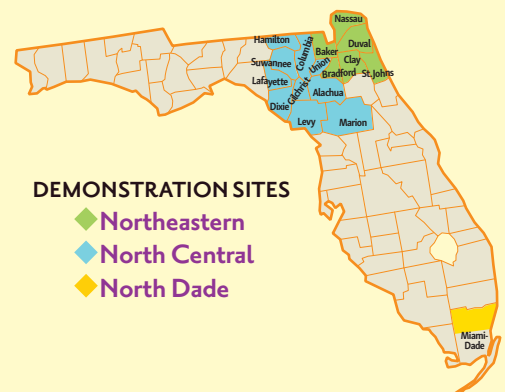 Nassau
Hamilton
Columbia
Baker
Duval
Suwannee
Union
Clay
Bradford
St.Johns
Lafayette
Gilchrist
Alachua
Dixie
Levy
Marion
DEMONSTRATION SITES
Northeastern
North Central
North Dade
Miami-
Dade